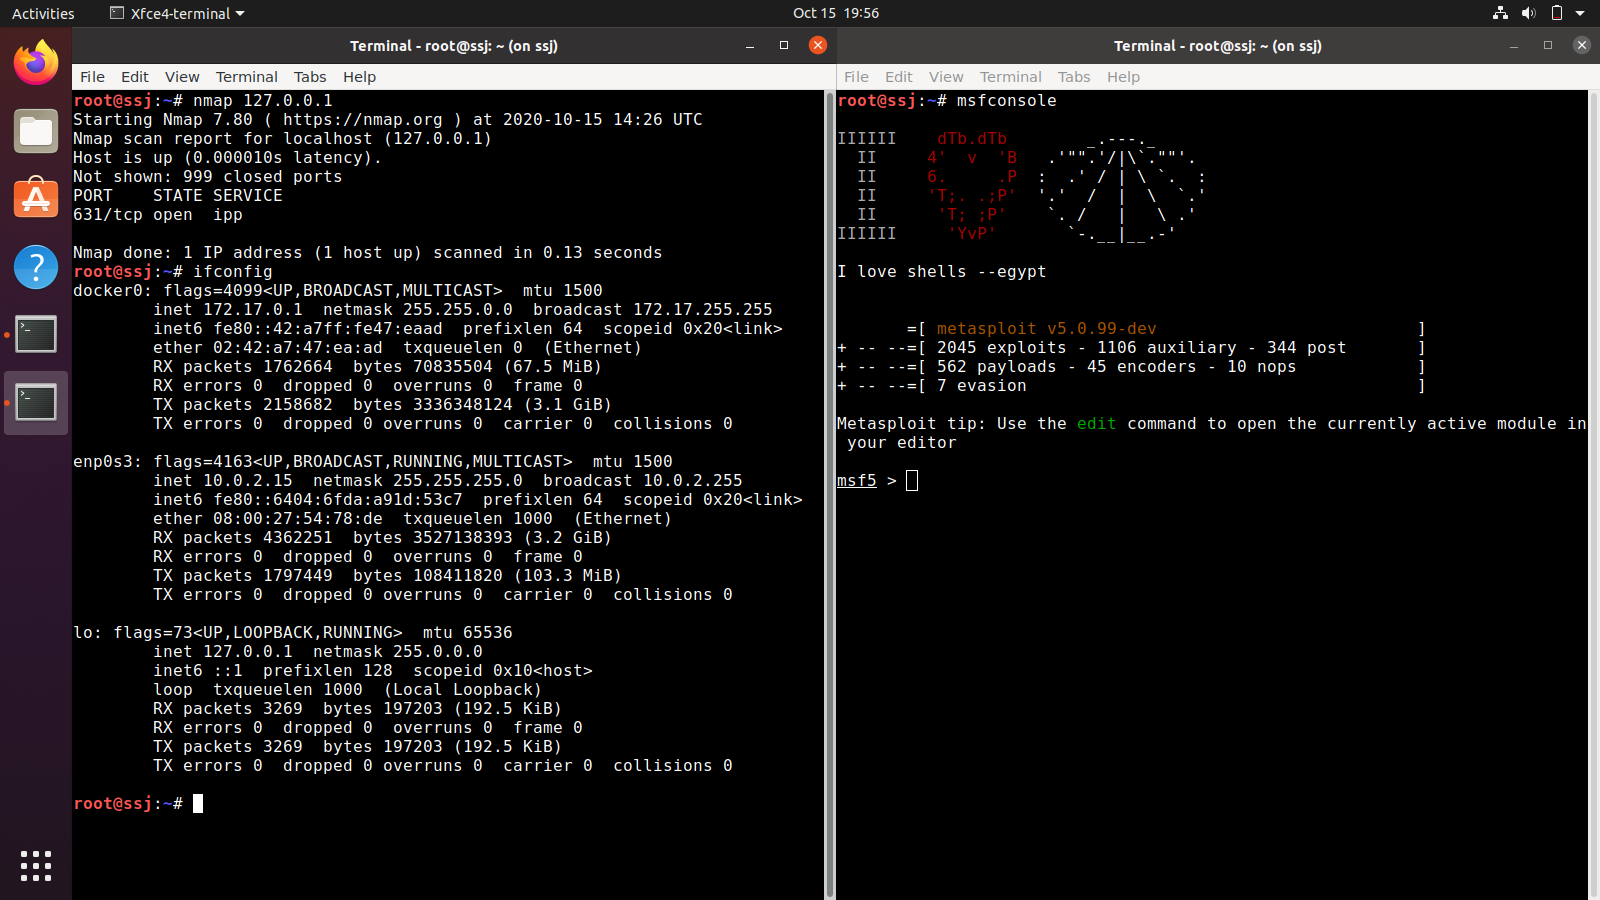 Activities Xfce4-terminal Oct 15 19:56
Terminal - root@ssj: ~ (on ssj)
File Edit View Terminal Tabs Help
root@ssj:~# nmap 127.0.0.1
Starting Nmap 7.80 ( https://nmap.org ) at 2020-10-15 14:26 UTC
Nmap scan report for localhost (127.0.0.1)
Host is up (0.000010s latency).
Not shown: 999 closed ports
PORT    STATE SERVICE
631/tcp open  ipp

Nmap done: 1 IP address (1 host up) scanned in 0.13 seconds
root@ssj:~# ifconfig
docker0: flags=4099<UP,BROADCAST,MULTICAST>  mtu 1500
        inet 172.17.0.1  netmask 255.255.0.0  broadcast 172.17.255.255
        inet6 fe80::42:a7ff:fe47:eaad  prefixlen 64  scopeid 0x20<link>
        ether 02:42:a7:47:ea:ad  txqueuelen 0  (Ethernet)
        RX packets 1762664  bytes 70835504 (67.5 MiB)
        RX errors 0  dropped 0  overruns 0  frame 0
        TX packets 2158682  bytes 3336348124 (3.1 GiB)
        TX errors 0  dropped 0 overruns 0  carrier 0  collisions 0

enp0s3: flags=4163<UP,BROADCAST,RUNNING,MULTICAST>  mtu 1500
        inet 10.0.2.15  netmask 255.255.255.0  broadcast 10.0.2.255
        inet6 fe80::6404:6fda:a91d:53c7  prefixlen 64  scopeid 0x20<link>
        ether 08:00:27:54:78:de  txqueuelen 1000  (Ethernet)
        RX packets 4362251  bytes 3527138393 (3.2 GiB)
        RX errors 0  dropped 0  overruns 0  frame 0
        TX packets 1797449  bytes 108411820 (103.3 MiB)
        TX errors 0  dropped 0 overruns 0  carrier 0  collisions 0

lo: flags=73<UP,LOOPBACK,RUNNING>  mtu 65536
        inet 127.0.0.1  netmask 255.0.0.0
        inet6 ::1  prefixlen 128  scopeid 0x10<host>
        loop  txqueuelen 1000  (Local Loopback)
        RX packets 3269  bytes 197203 (192.5 KiB)
        RX errors 0  dropped 0  overruns 0  frame 0
        TX packets 3269  bytes 197203 (192.5 KiB)
        TX errors 0  dropped 0 overruns 0  carrier 0  collisions 0

root@ssj:~#
Terminal - root@ssj: ~ (on ssj)
File Edit View Terminal Tabs Help
root@ssj:~# msfconsole

IIIIII    dTb.dTb        _.---._
  II     4'  v  'B   .'"".'/|\`.""'.
  II     6.     .P  :  .' / | \ `.  :
  II     'T;. .;P'  '.'  /  |  \  `.'
  II      'T; ;P'    `. /   |   \ .'
IIIIII     'YvP'       `-.__|__.-'

I love shells --egypt


       =[ metasploit v5.0.99-dev                          ]
+ -- --=[ 2045 exploits - 1106 auxiliary - 344 post       ]
+ -- --=[ 562 payloads - 45 encoders - 10 nops            ]
+ -- --=[ 7 evasion                                       ]

Metasploit tip: Use the edit command to open the currently active module in
 your editor

msf5 >